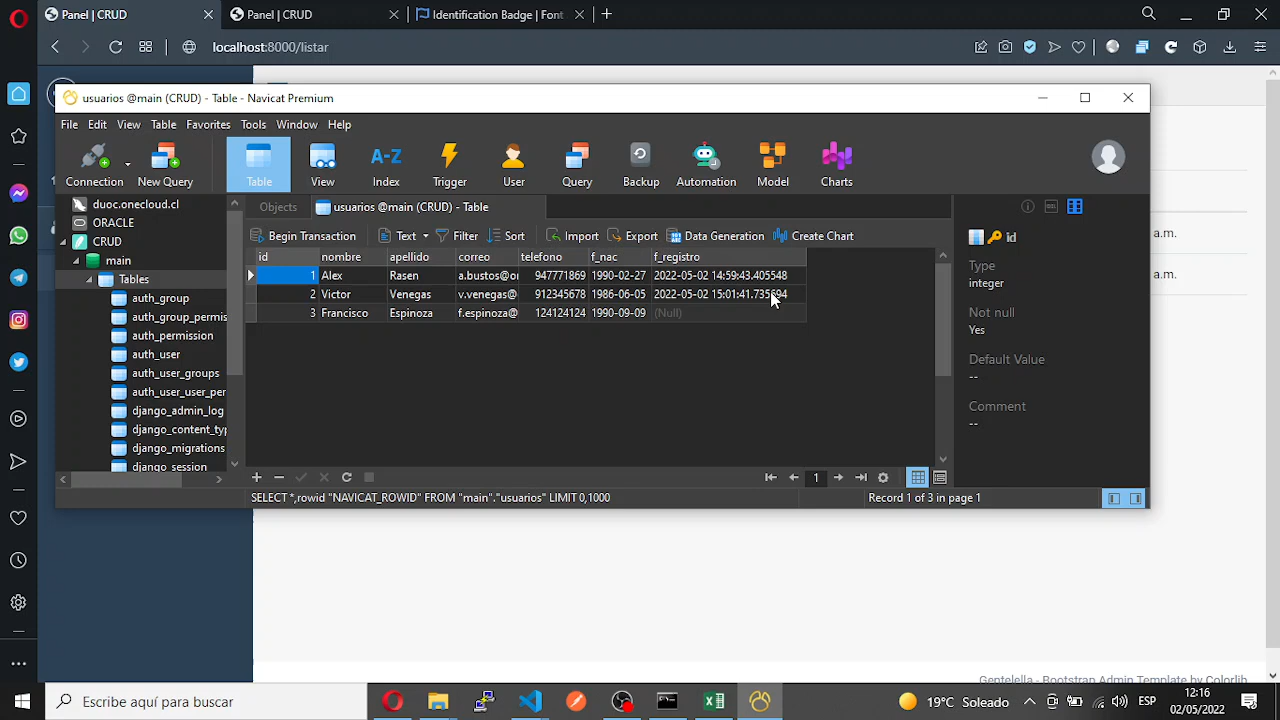 Panel | CRUD
Panel | CRUD
Identification Badge | Font
localhost:8000/listar
usuarios @main (CRUD) - Table - Navicat Premium
File Edit View Table Favorites Tools Window Help
Connection New Query Table View Index Trigger User Query Backup Automation Model Charts
A-Z
duoc.onecloud.cl
ORACLE
CRUD
main
Tables
auth_group
auth_group_permis
auth_permission
auth_user
auth_user_groups
auth_user_user_per
django_admin_log
django_content_typ
django_migrations
django_session
Objects usuarios @main (CRUD) - Table
Begin Transaction Text Filter Sort Import Export Data Generation Create Chart
id nombre apellido correo telefono f_nac f_registro
1 Alex Rasen a.bustos@or 947771869 1990-02-27 2022-05-02 14:59:43.405548
2 Victor Venegas v.venegas@ 912345678 1986-06-05 2022-05-02 15:01:41.735694
3 Francisco Espinoza f.espinoza@ 124124124 1990-09-09 (Null)
1
SELECT *,rowid "NAVICAT_ROWID" FROM "main"."usuarios" LIMIT 0,1000
Record 1 of 3 in page 1
id
Type
integer
Not null
Yes
Default Value
--
Comment
--
a.m.
a.m.
Gentelella - Bootstrap Admin Template by Colorlib
Escribe aquí para buscar
19°C Soleado
ESP
12:16
02/05/2022